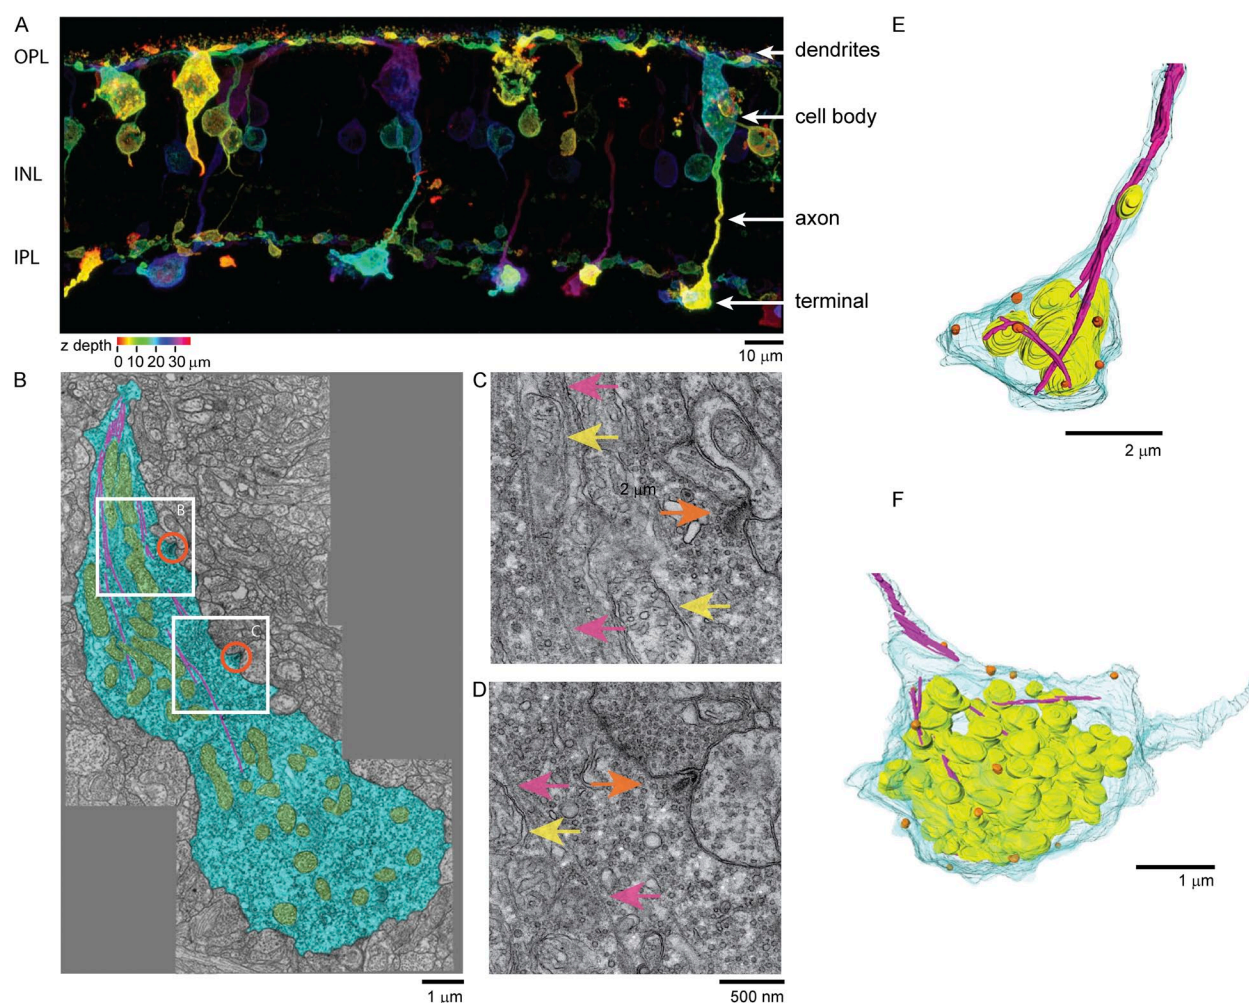 A
OPL
INL
IPL
dendrites
cell body
axon
terminal
z depth
0 10 20 30 μm
10 μm
B
B
C
1 μm
C
2 μm
D
500 nm
E
2 μm
F
1 μm